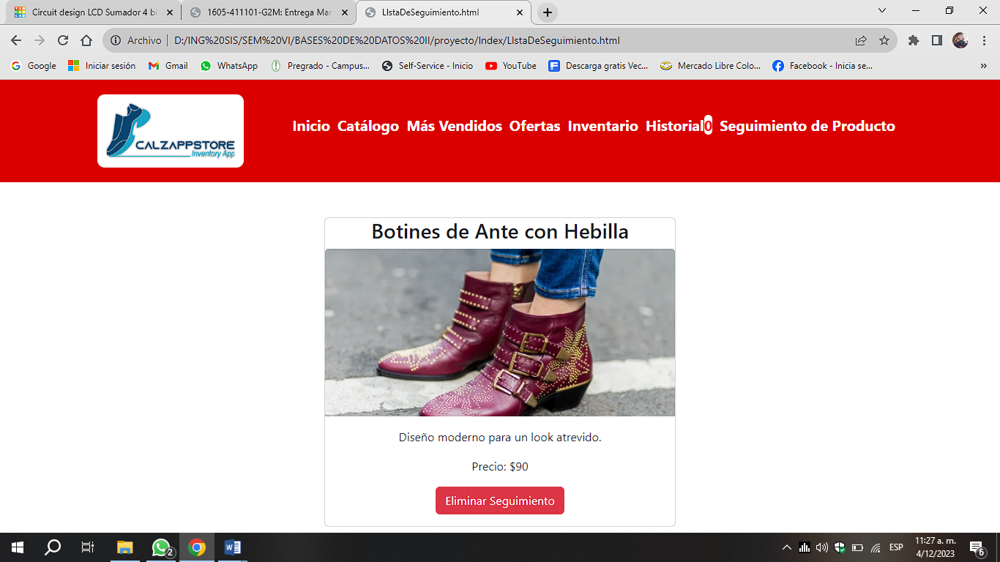 Circuit design LCD Sumador 4 bi
1605-411101-G2M: Entrega Mar
LIstaDeSeguimiento.html
Archivo
D:/ING%20SIS/SEM%20VI/BASES%20DE%20DATOS%20II/proyecto/Index/LIstaDeSeguimiento.html
Google
Iniciar sesión
Gmail
WhatsApp
Pregrado - Campus...
Self-Service - Inicio
YouTube
Descarga gratis Vec...
Mercado Libre Colo...
Facebook - Inicia se...
»
CALZAPPSTORE
Inventory App
Inicio Catálogo Más Vendidos Ofertas Inventario Historial0 Seguimiento de Producto
Botines de Ante con Hebilla
Diseño moderno para un look atrevido.
Precio: $90
Eliminar Seguimiento
2
ESP
11:27 a. m.
4/12/2023
6